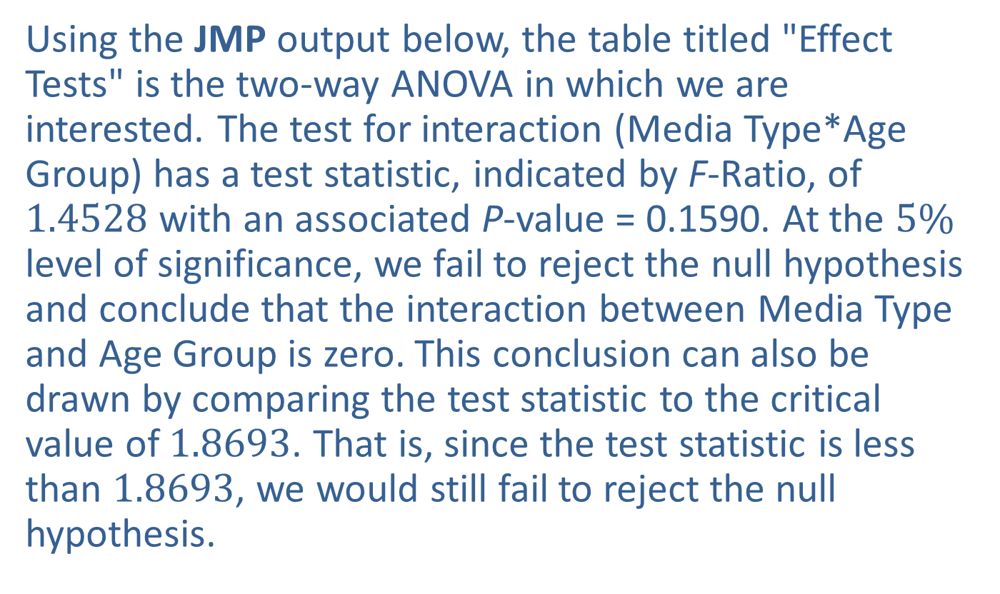 Using the JMP output below, the table titled "Effect
Tests" is the two-way ANOVA in which we are
interested. The test for interaction (Media Type*Age
Group) has a test statistic, indicated by F-Ratio, of
1.4528 with an associated P-value = 0.1590. At the 5%
level of significance, we fail to reject the null hypothesis
and conclude that the interaction between Media Type
and Age Group is zero. This conclusion can also be
drawn by comparing the test statistic to the critical
value of 1.8693. That is, since the test statistic is less
than 1.8693, we would still fail to reject the null
hypothesis.